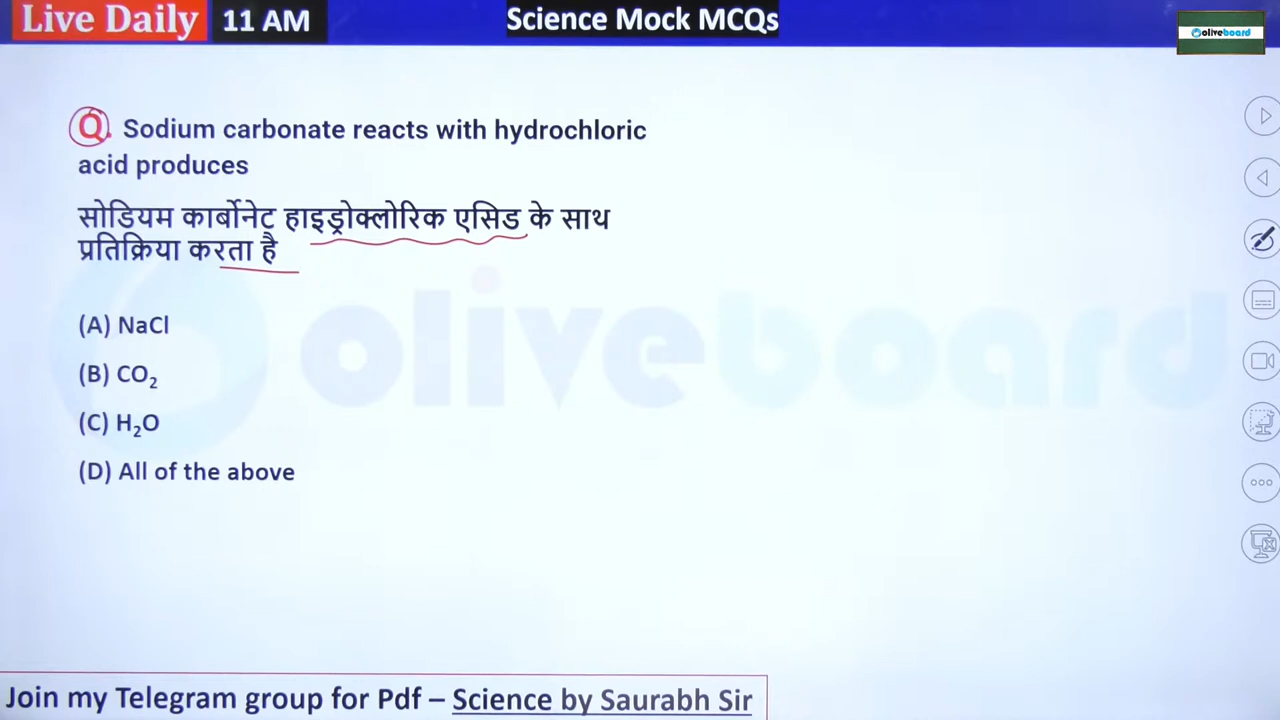 Live Daily 11 AM Science Mock MCQs
oliveboard
Q. Sodium carbonate reacts with hydrochloric
acid produces
सोडियम कार्बोनेट हाइड्रोक्लोरिक एसिड के साथ
प्रतिक्रिया करता है
oliveboard
(A) NaCl
(B) CO₂
(C) H₂O
(D) All of the above
Join my Telegram group for Pdf – Science by Saurabh Sir